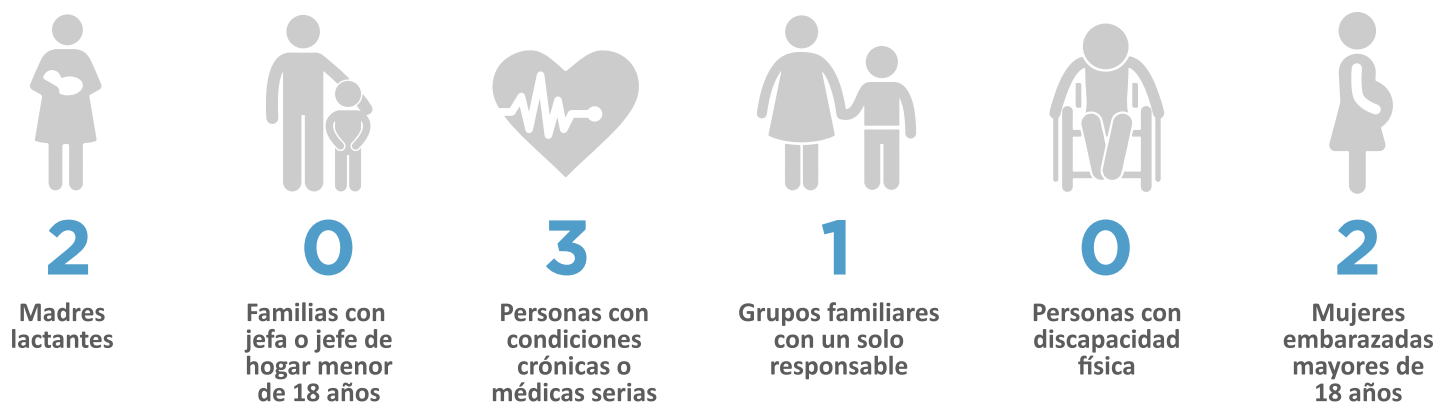 2
Madres
lactantes
0
Familias con
jefa o jefe de
hogar menor
de 18 años
3
Personas con
condiciones
crónicas o
médicas serias
1
Grupos familiares
con un solo
responsable
0
Personas con
discapacidad
física
2
Mujeres
embarazadas
mayores de
18 años